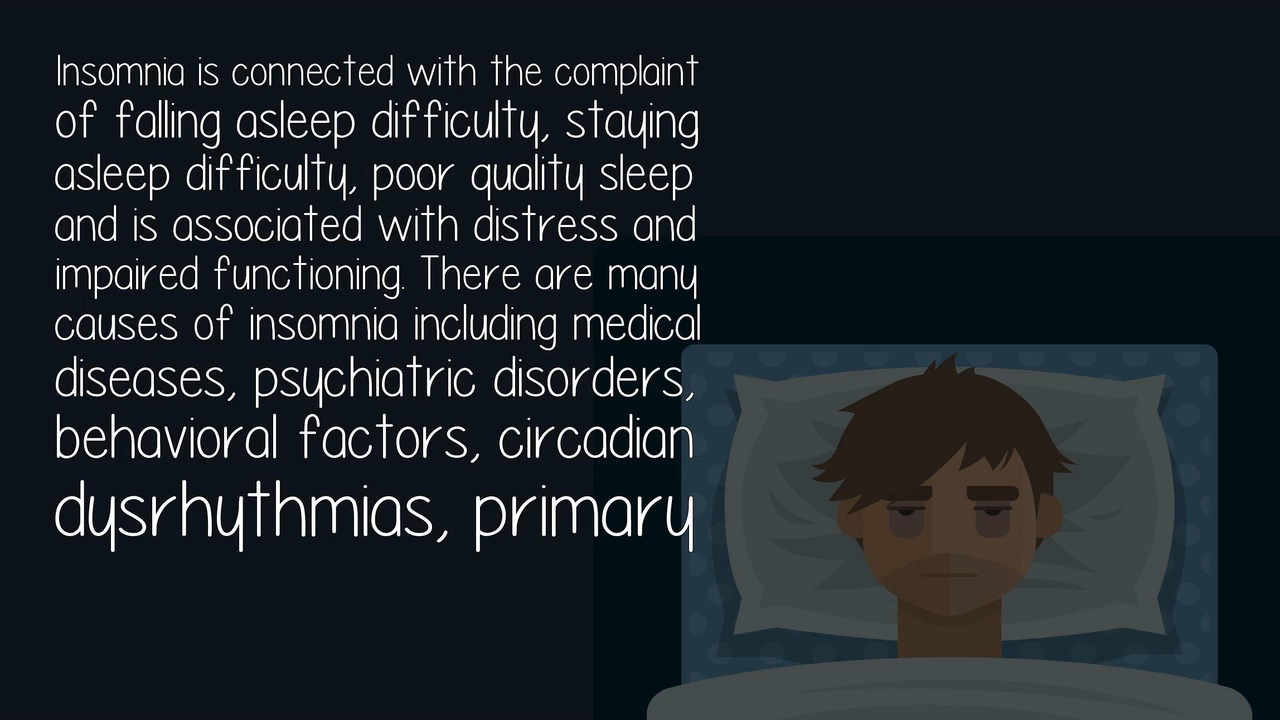 Insomnia is connected with the complaint
of falling asleep difficulty, staying
asleep difficulty, poor quality sleep
and is associated with distress and
impaired functioning. There are many
causes of insomnia including medical
diseases, psychiatric disorders,
behavioral factors, circadian
dysrhythmias, primary